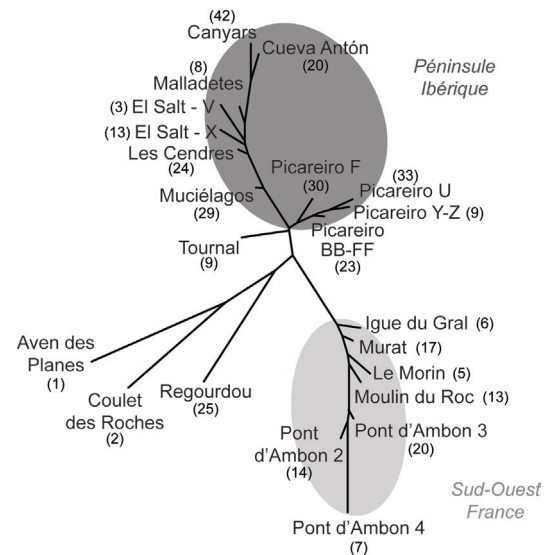 (42)
Canyars
Cueva Antón
(20)
Péninsule
Ibérique
(8)
Malladetes
(3) El Salt - V
(13) El Salt - X
Les Cendres
(24)
Picareiro F
(30)
(33)
Picareiro U
Muciélagos
(29)
Picareiro Y-Z (9)
Picareiro
BB-FF
(23)
Tournal
(9)
Igue du Gral (6)
Murat (17)
Le Morin (5)
Moulin du Roc (13)
Aven des
Planes
(1)
Regourdou
(25)
Coulet
des Roches
(2)
Pont
d'Ambon 2
(14)
Pont d'Ambon 3
(20)
Sud-Ouest
France
Pont d'Ambon 4
(7)